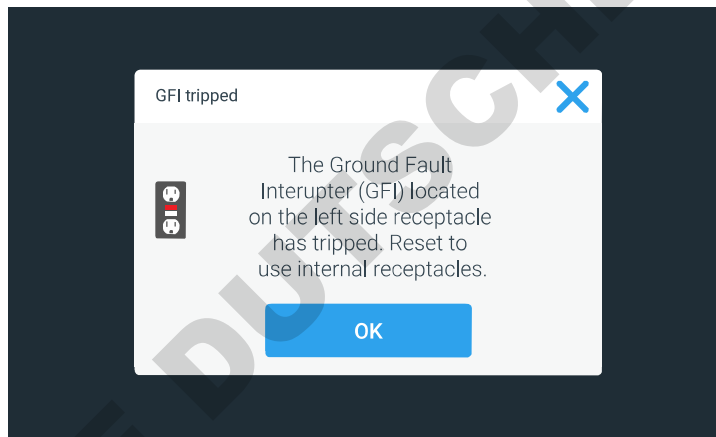 GFI tripped
The Ground Fault
Interupter (GFI) located
on the left side receptacle
has tripped. Reset to
use internal receptacles.
OK